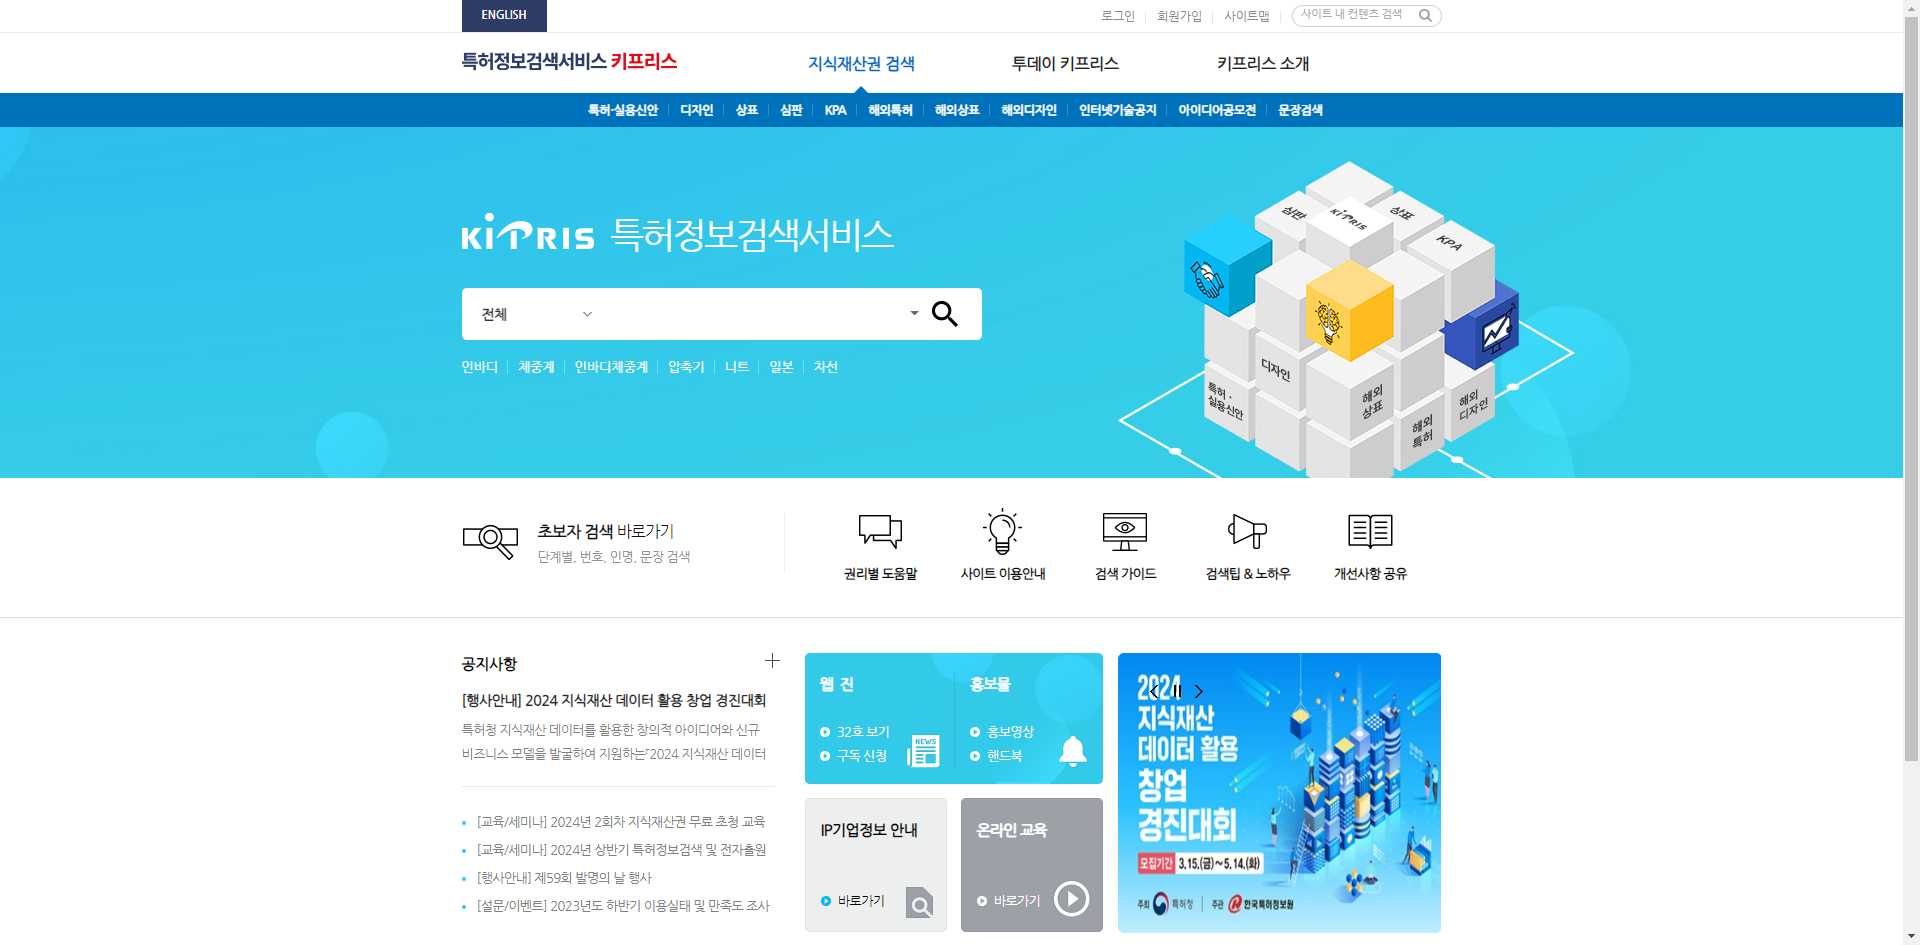 ENGLISH
로그인 회원가입 사이트맵 사이트 내 컨텐츠 검색
특허정보검색서비스 키프리스
지식재산권 검색 투데이 키프리스 키프리스 소개
특허·실용신안 디자인 상표 심판 KPA 해외특허 해외상표 해외디자인 인터넷기술공지 아이디어공모전 문장검색
KIPRIS 특허정보검색서비스
전체
인바디 체중계 인바디체중계 압축기 니트 일본 차선
심판
KIPRIS
상표
KPA
디자인
특허·
실용신안
해외
상표
해외
특허
해외
디자인
초보자 검색 바로가기
단계별, 번호, 인명, 문장 검색
권리별 도움말 사이트 이용안내 검색 가이드 검색팁 & 노하우 개선사항 공유
공지사항
[행사안내] 2024 지식재산 데이터 활용 창업 경진대회
특허청 지식재산 데이터를 활용한 창의적 아이디어와 신규
비즈니스 모델을 발굴하여 지원하는「2024 지식재산 데이터
[교육/세미나] 2024년 2회차 지식재산권 무료 초청 교육
[교육/세미나] 2024년 상반기 특허정보검색 및 전자출원
[행사안내] 제59회 발명의 날 행사
[설문/이벤트] 2023년도 하반기 이용실태 및 만족도 조사
웹 진
32호 보기
구독 신청
NEWS
홍보물
홍보영상
핸드북
IP기업정보 안내
바로가기
온라인 교육
바로가기
2024
지식재산
데이터 활용
창업
경진대회
모집기간 3.15.(금)~5.14.(화)
주최 특허청 주관 한국특허정보원